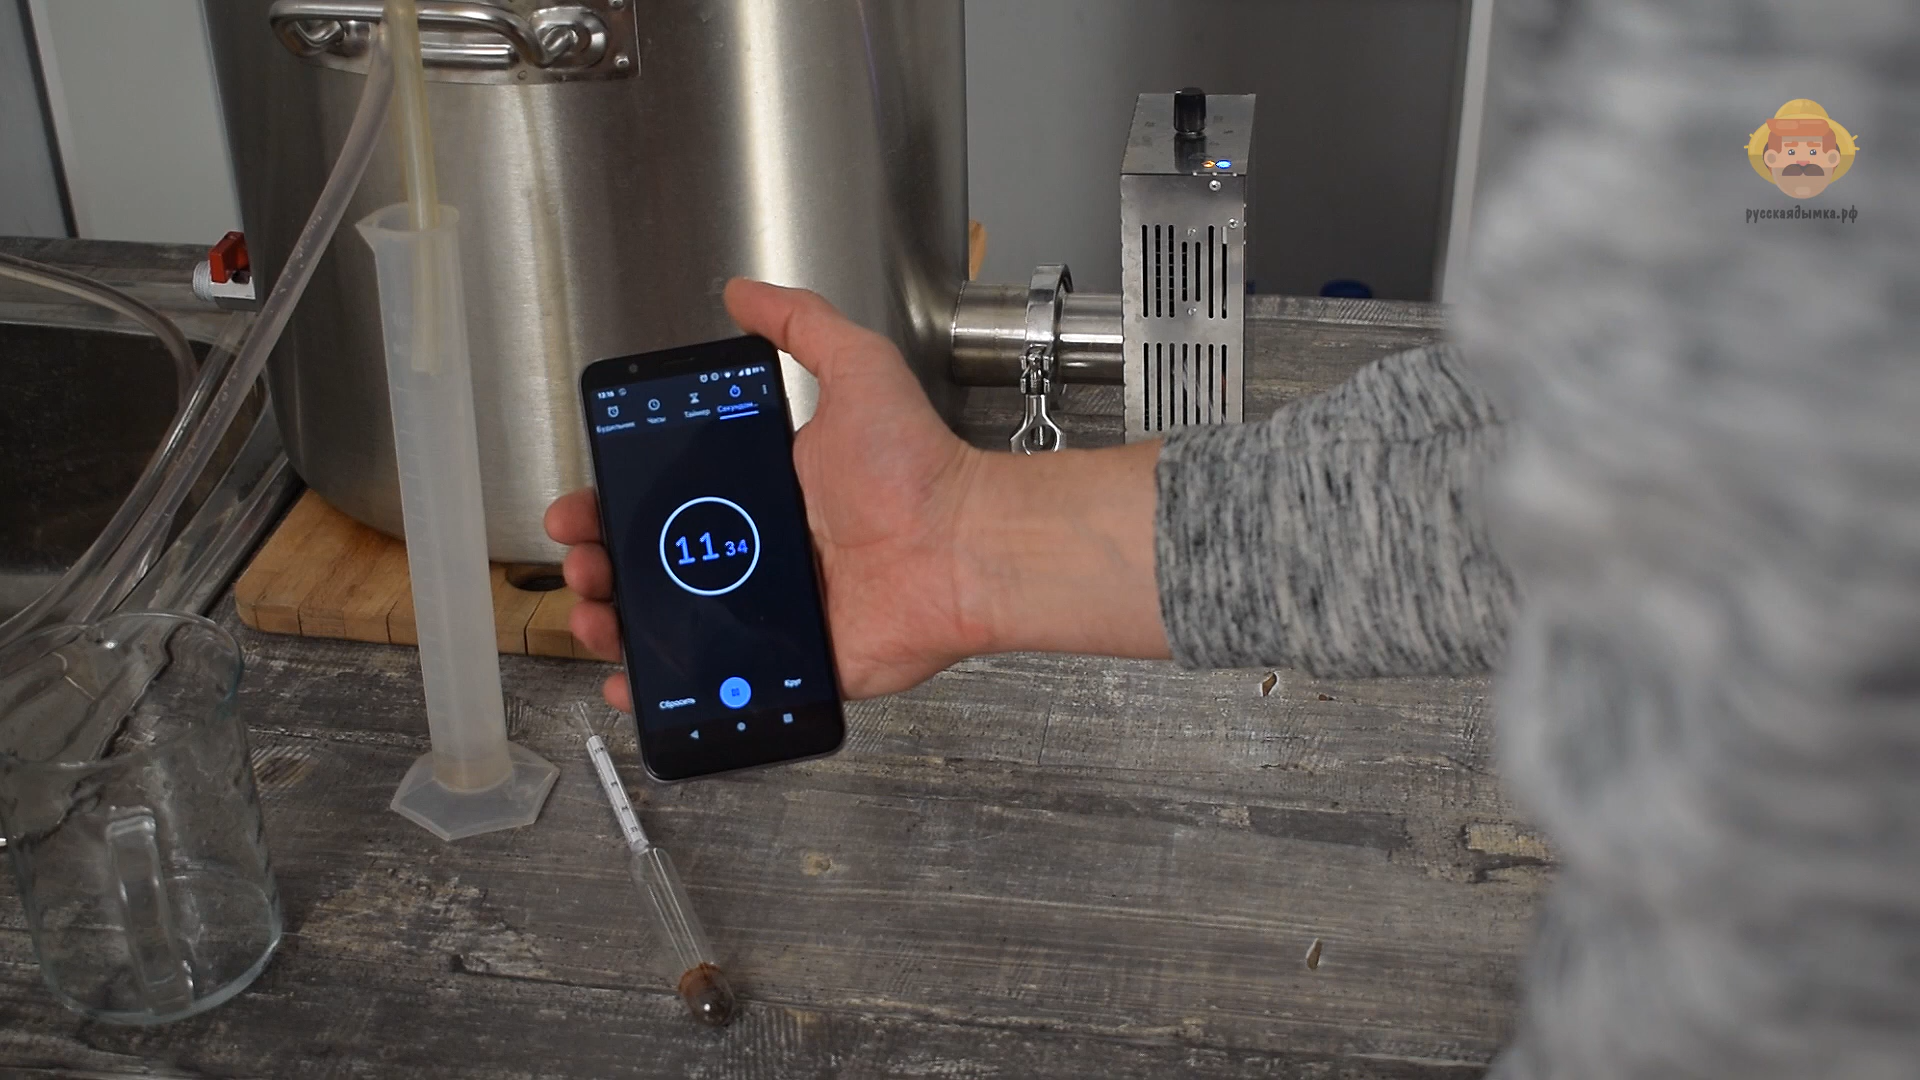 русскаядымка.рф
Будильник
Часы
Таймер
Секундом...
11 34
Сбросить
Круг